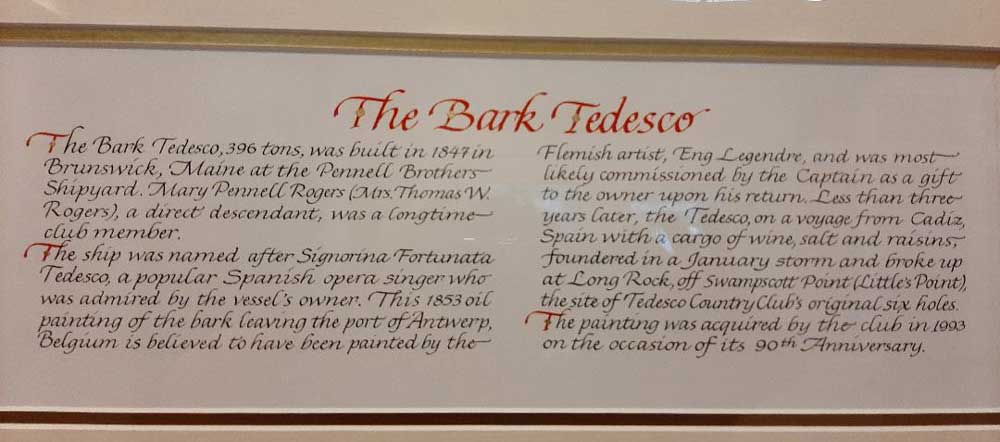 The Bark Tedesco
The Bark Tedesco, 396 tons, was built in 1847 in
Brunswick, Maine at the Pennell Brothers
Shipyard. Mary Pennell Rogers (Mrs. Thomas W.
Rogers), a direct descendant, was a longtime
club member.
The ship was named after Signorina Fortunata
Tedesco, a popular Spanish opera singer who
was admired by the vessel's owner. This 1853 oil
painting of the bark leaving the port of Antwerp,
Belgium is believed to have been painted by the
Flemish artist, Eng Legendre, and was most
likely commissioned by the Captain as a gift
to the owner upon his return. Less than three
years later, the Tedesco, on a voyage from Cadiz,
Spain with a cargo of wine, salt and raisins,
foundered in a January storm and broke up
at Long Rock, off Swampscott Point (Little's Point),
the site of Tedesco Country Club's original six holes.
The painting was acquired by the club in 1993
on the occasion of its 90th Anniversary.